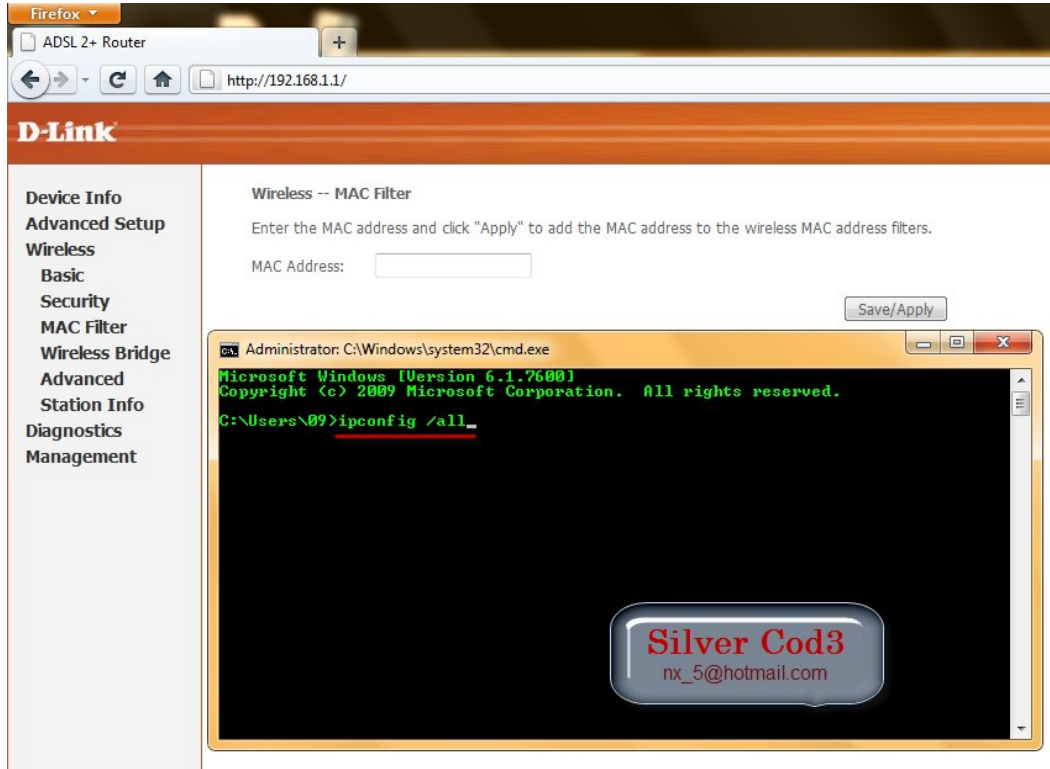 Firefox
ADSL 2+ Router
http://192.168.1.1/
D-Link
Device Info
Advanced Setup
Wireless
Basic
Security
MAC Filter
Wireless Bridge
Advanced
Station Info
Diagnostics
Management
Wireless -- MAC Filter
Enter the MAC address and click "Apply" to add the MAC address to the wireless MAC address filters.
MAC Address:
Save/Apply
C:\.
Administrator: C:\Windows\system32\cmd.exe
Microsoft Windows [Version 6.1.7600]
Copyright (c) 2009 Microsoft Corporation.  All rights reserved.
C:\Users\09>ipconfig /all_
Silver Cod3
nx_5@hotmail.com